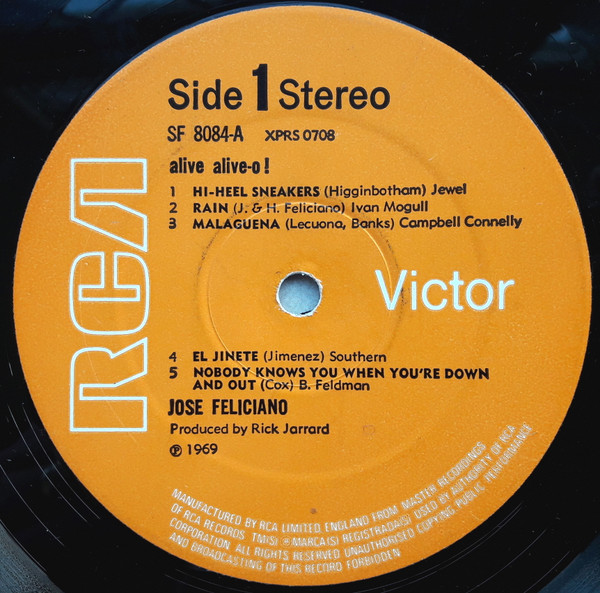 Side 1 Stereo
SF 8084-A XPRS 0708
alive alive-o!
1 HI-HEEL SNEAKERS (Higginbotham) Jewel
2 RAIN (J. & H. Feliciano) Ivan Mogull
3 MALAGUENA (Lecuona, Banks) Campbell Connelly
RCA
Victor
4 EL JINETE (Jimenez) Southern
5 NOBODY KNOWS YOU WHEN YOU'RE DOWN
AND OUT (Cox) B. Feldman
JOSE FELICIANO
Produced by Rick Jarrard
℗ 1969
MANUFACTURED BY RCA LIMITED, ENGLAND FROM MASTER RECORDINGS
OF RCA RECORDS TM(S) ® MARCA(S) REGISTRADA(S) USED BY AUTHORITY OF RCA
CORPORATION. ALL RIGHTS RESERVED UNAUTHORISED COPYING PUBLIC PERFORMANCE
AND BROADCASTING OF THIS RECORD FORBIDDEN